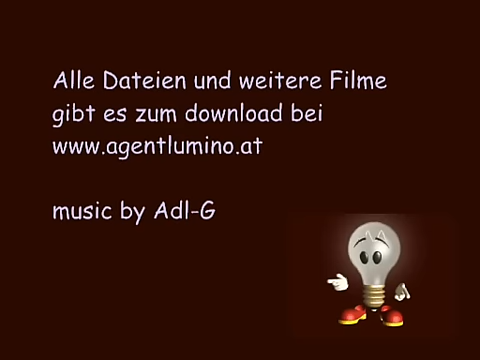 Alle Dateien und weitere Filme
gibt es zum download bei
www.agentlumino.at
music by Adl-G